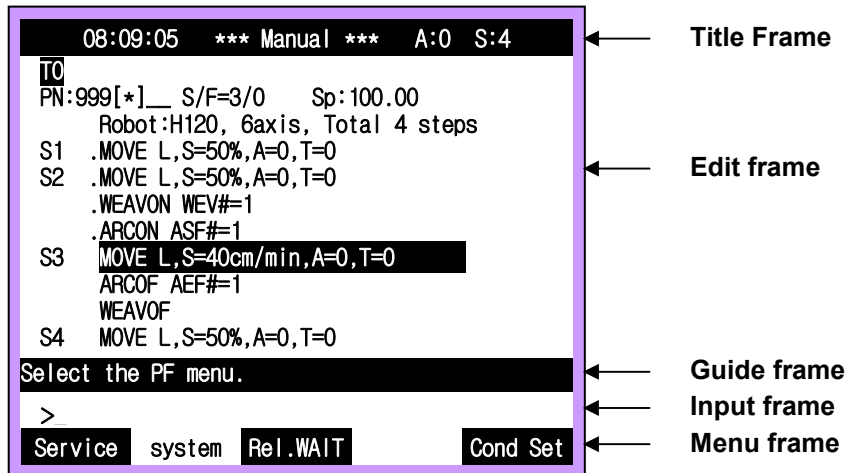 08:09:05 *** Manual *** A:0 S:4
Title Frame
T0
PN:999[*]__ S/F=3/0 Sp:100.00
Robot:H120, 6axis, Total 4 steps
S1 .MOVE L,S=50%,A=0,T=0
S2 .MOVE L,S=50%,A=0,T=0
Edit frame
.WEAVON WEV#=1
.ARCON ASF#=1
S3 MOVE L,S=40cm/min,A=0,T=0
ARCOF AEF#=1
WEAVOF
S4 MOVE L,S=50%,A=0,T=0
Select the PF menu.
Guide frame
>_
Input frame
Service system Rel.WAIT Cond Set
Menu frame